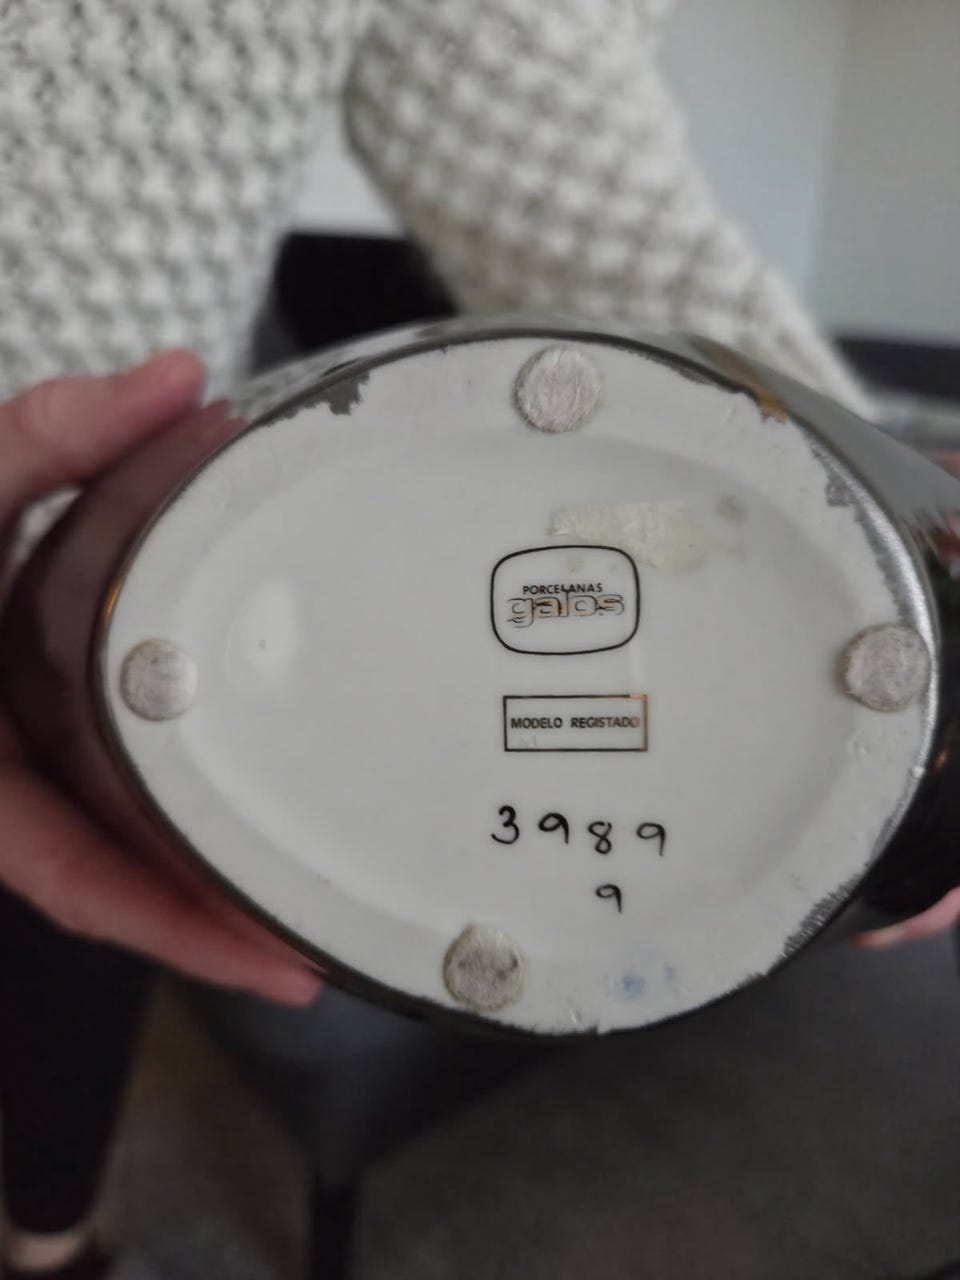 PORCELANAS
galos
MODELO REGISTADO
3989
9